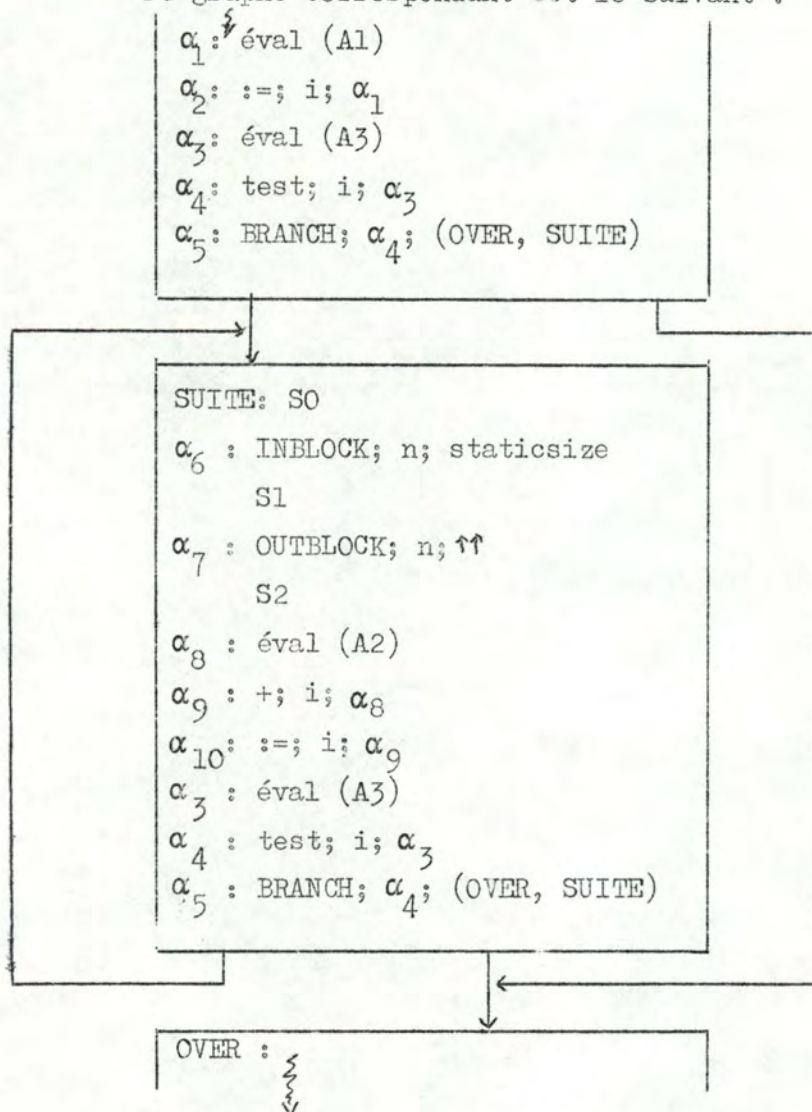 le graphe correspondant est le suivant :
α1: éval (A1)
α2: :=; i; α1
α3: éval (A3)
α4: test; i; α3
α5: BRANCH; α4; (OVER, SUITE)
SUITE: SO
α6 : INBLOCK; n; staticsize
S1
α7 : OUTBLOCK; n; ↑↑
S2
α8 : éval (A2)
α9 : +; i; α8
α10: :=; i; α9
α3 : éval (A3)
α4 : test; i; α3
α5 : BRANCH; α4; (OVER, SUITE)
OVER :